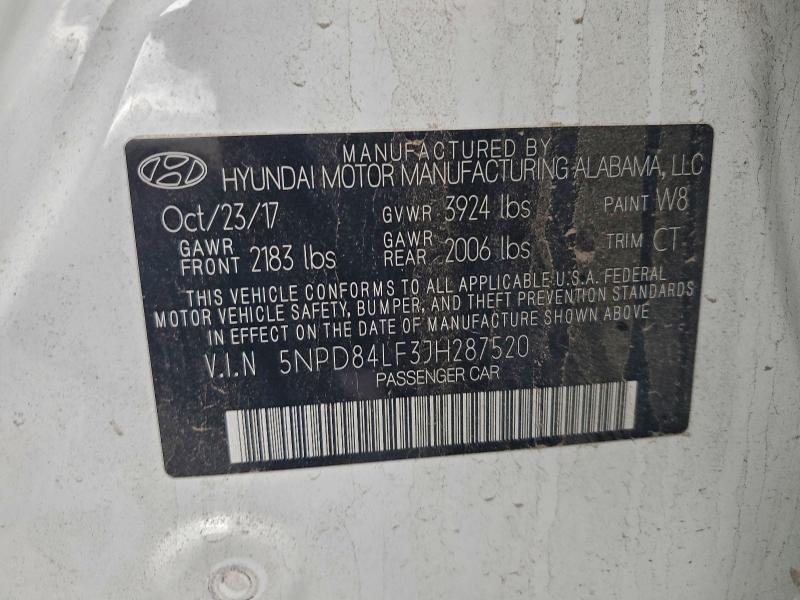 MANUFACTURED BY
HYUNDAI MOTOR MANUFACTURING ALABAMA, LLC
Oct/23/17 GVWR 3924 lbs PAINT W8
GAWR FRONT 2183 lbs GAWR REAR 2006 lbs TRIM CT
THIS VEHICLE CONFORMS TO ALL APPLICABLE U.S.A. FEDERAL
MOTOR VEHICLE SAFETY, BUMPER, AND THEFT PREVENTION STANDARDS
IN EFFECT ON THE DATE OF MANUFACTURE SHOWN ABOVE.
V.I.N 5NPD84LF3JH287520
PASSENGER CAR